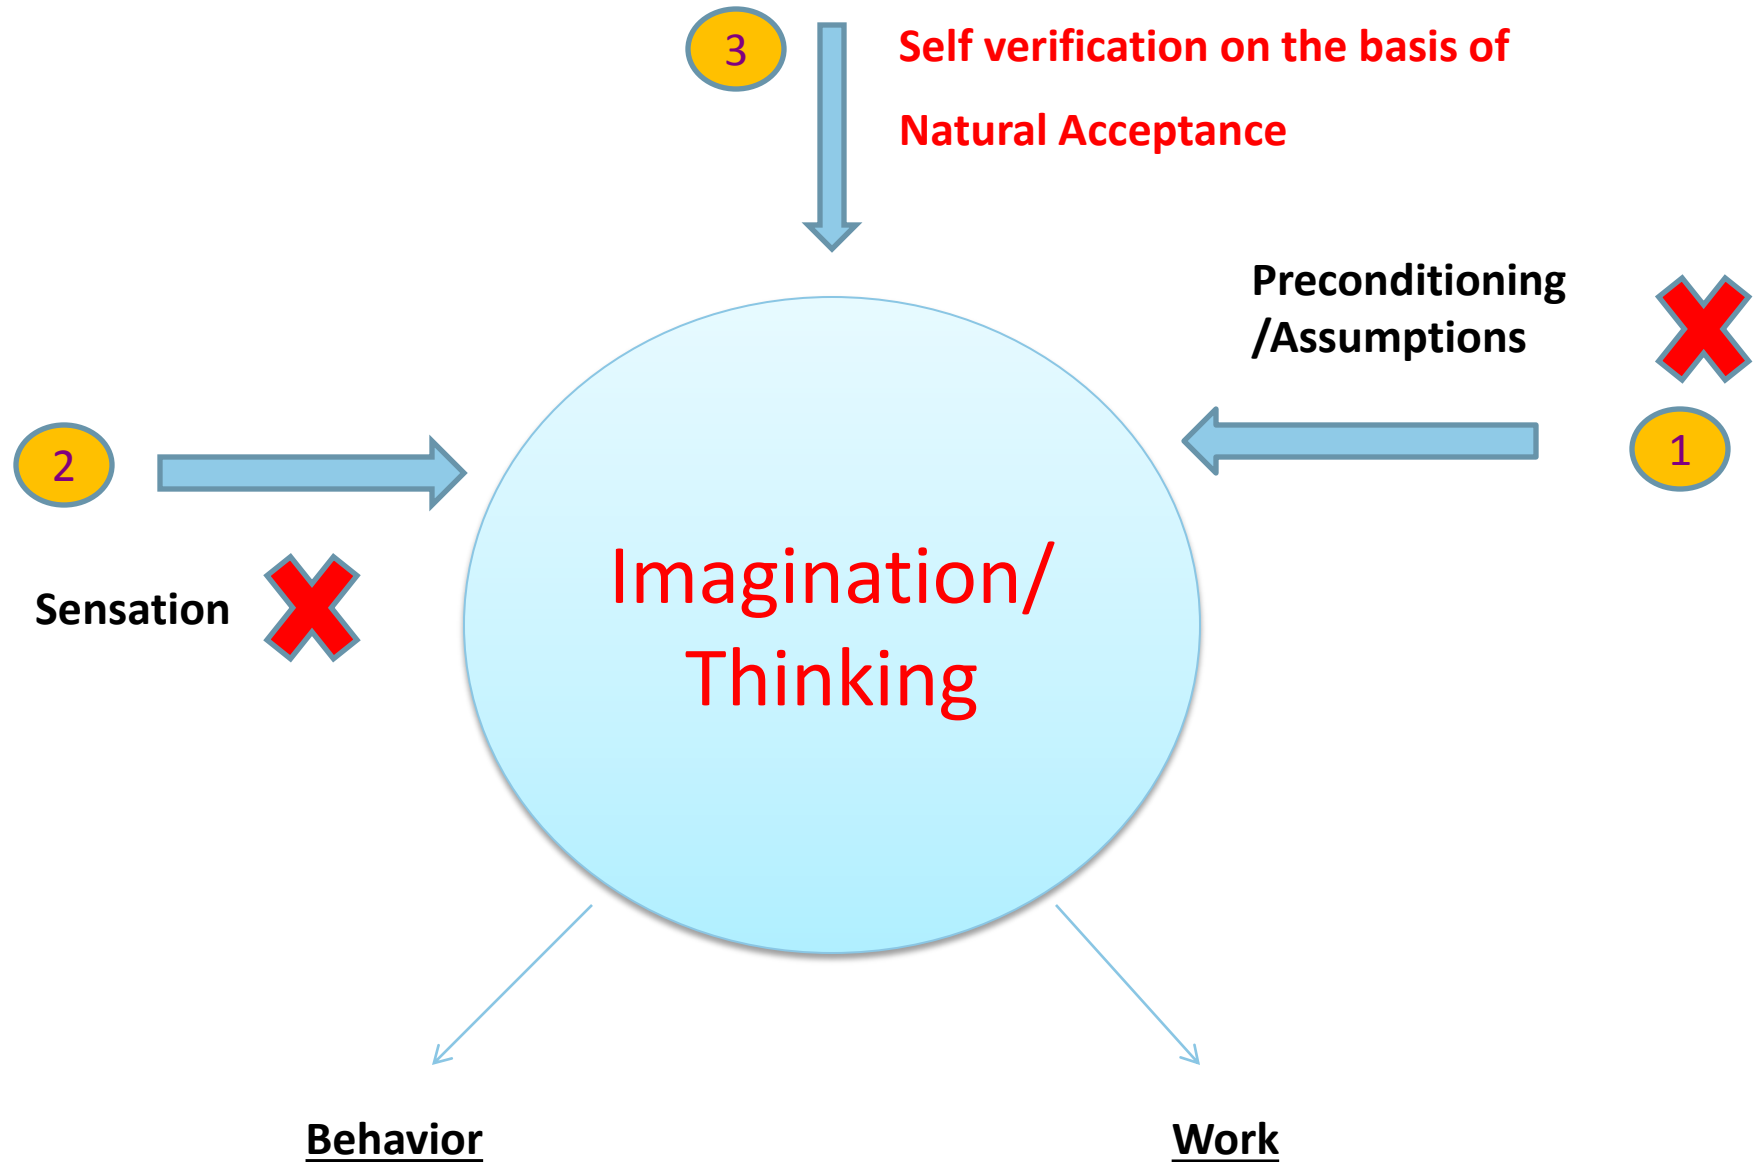 3
Self verification on the basis of
Natural Acceptance
Preconditioning
/Assumptions
1
2
Sensation
Imagination/
Thinking
Behavior
Work